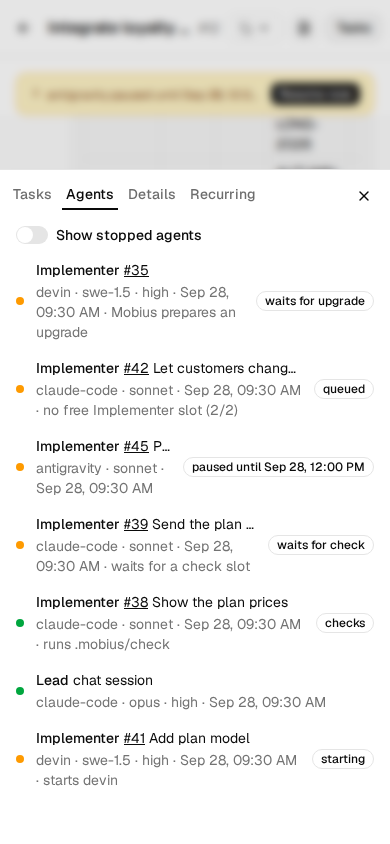 Tasks Agents Details Recurring
Show stopped agents
Implementer #35
devin · swe-1.5 · high · Sep 28,
09:30 AM · Mobius prepares an
upgrade
waits for upgrade
Implementer #42 Let customers chang...
claude-code · sonnet · Sep 28, 09:30 AM
· no free Implementer slot (2/2)
queued
Implementer #45 P...
antigravity · sonnet ·
Sep 28, 09:30 AM
paused until Sep 28, 12:00 PM
Implementer #39 Send the plan ...
claude-code · sonnet · Sep 28,
09:30 AM · waits for a check slot
waits for check
Implementer #38 Show the plan prices
claude-code · sonnet · Sep 28, 09:30 AM
· runs .mobius/check
checks
Lead chat session
claude-code · opus · high · Sep 28, 09:30 AM
Implementer #41 Add plan model
devin · swe-1.5 · high · Sep 28, 09:30 AM
· starts devin
starting